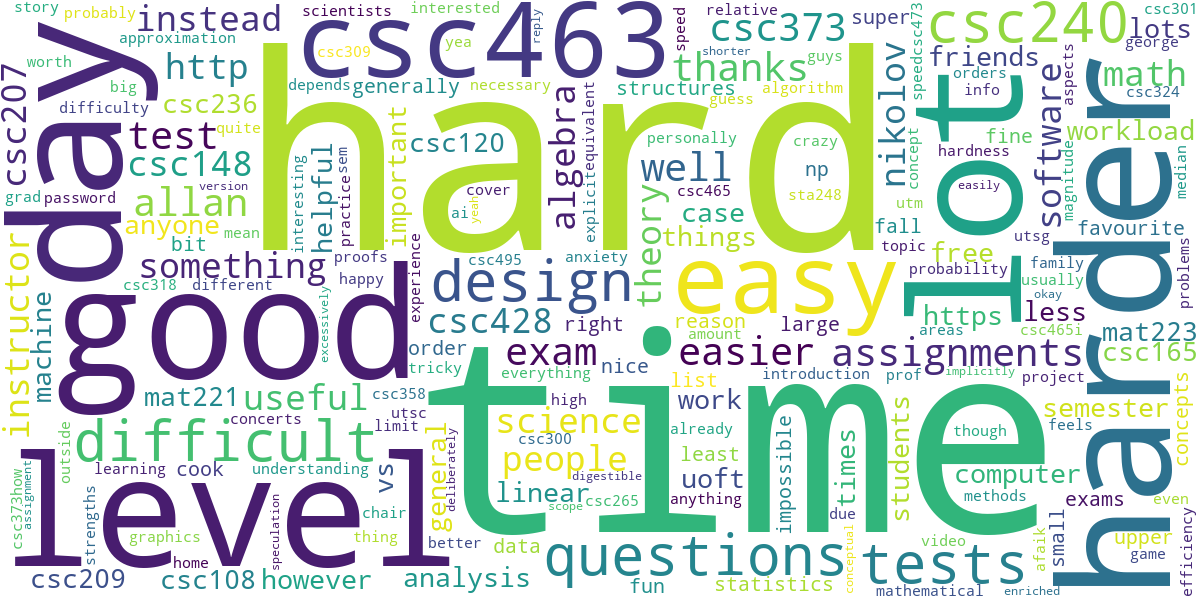 story
probably
scientists
interested
csc463
csc240
csc301
approximation
instead
csc309
yea
reply
relative
speed
csc373
super
lots
george
worth
http
depends
generally
necessary
shorter
thanks
guys
friends
csc473
speedcsc473
orders
math
aspects
big
difficulty
csc236
structures
guess
algorithm
nikolov
info
csc324
csc207
gday
quite
hard
equivalent
explicit
algebra
important
csc120
personally
crazy
lot
fine
workload
test
csc148
interesting
helpful
sem
practice
well
np
concept
hardness
software
magnitude
median
grad
password
version
allan
cover
ai
yeah
csc465
sta248
easily
utm
harder
anyone
mean
case
fall
favourite
bit
something
proofs
things
topic
free
utsg
family
usually
problems
instructor
machine
csc318
different
happy
experience
csc495
anxiety
theory
probability
okay
good
excessively
design
easy
https
less
csc465i
areas
csc428
right
reason
large
amount
mat223
order
exam
nice
easier
assignments
csc165
tricky
everything
list
introduction
prof
implicitly
project
mat221
useful
csc358
high
work
students
semester
concepts
utsc
concerts
limit
science
time
feels
outside
difficult
general
deliberately
csc300
people
already
least
impossible
times
though
csc373how
assignment
level
learning
cook
understanding
vs
digestible
uoft
computer
strengths
linear
csc265
anything
methods
exams
even
scope
chair
due
small
graphics
speculation
thing
better
data
questions
conceptual
video
tests
afaik
upper
game
efficiency
home
csc209
csc108
however
analysis
fun
statistics
mathematical
enriched